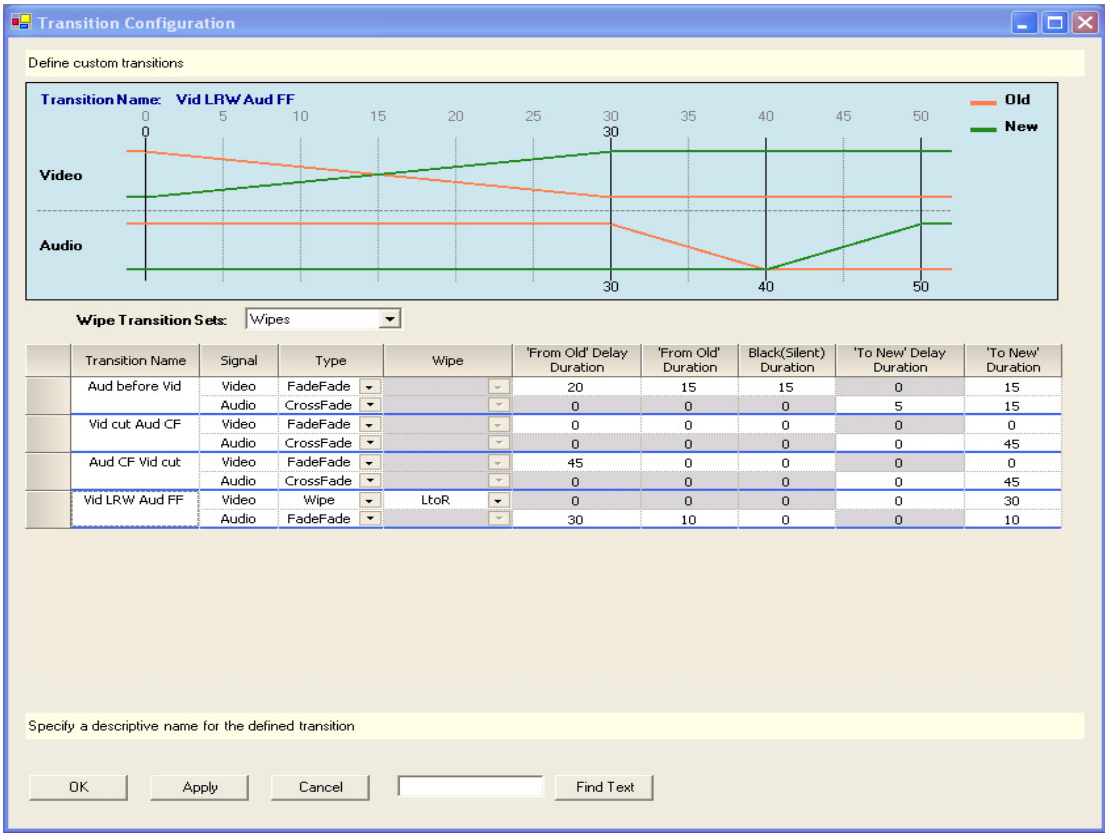 Transition Configuration
Define custom transitions
Transition Name: Vid LRW Aud FF
Old
0 5 10 15 20 25 30 35 40 45 50
New
0 30
Video
Audio
30 40 50
Wipe Transition Sets: Wipes
Transition Name Signal Type Wipe 'From Old' Delay Duration 'From Old' Duration Black(Silent) Duration 'To New' Delay Duration 'To New' Duration
Aud before Vid Video FadeFade 20 15 15 0 15
Audio CrossFade 0 0 0 5 15
Vid cut Aud CF Video FadeFade 0 0 0 0 0
Audio CrossFade 0 0 0 0 45
Aud CF Vid cut Video FadeFade 45 0 0 0 0
Audio CrossFade 0 0 0 0 45
Vid LRW Aud FF Video Wipe LtoR 0 0 0 0 30
Audio FadeFade 30 10 0 0 10
Specify a descriptive name for the defined transition
OK Apply Cancel Find Text